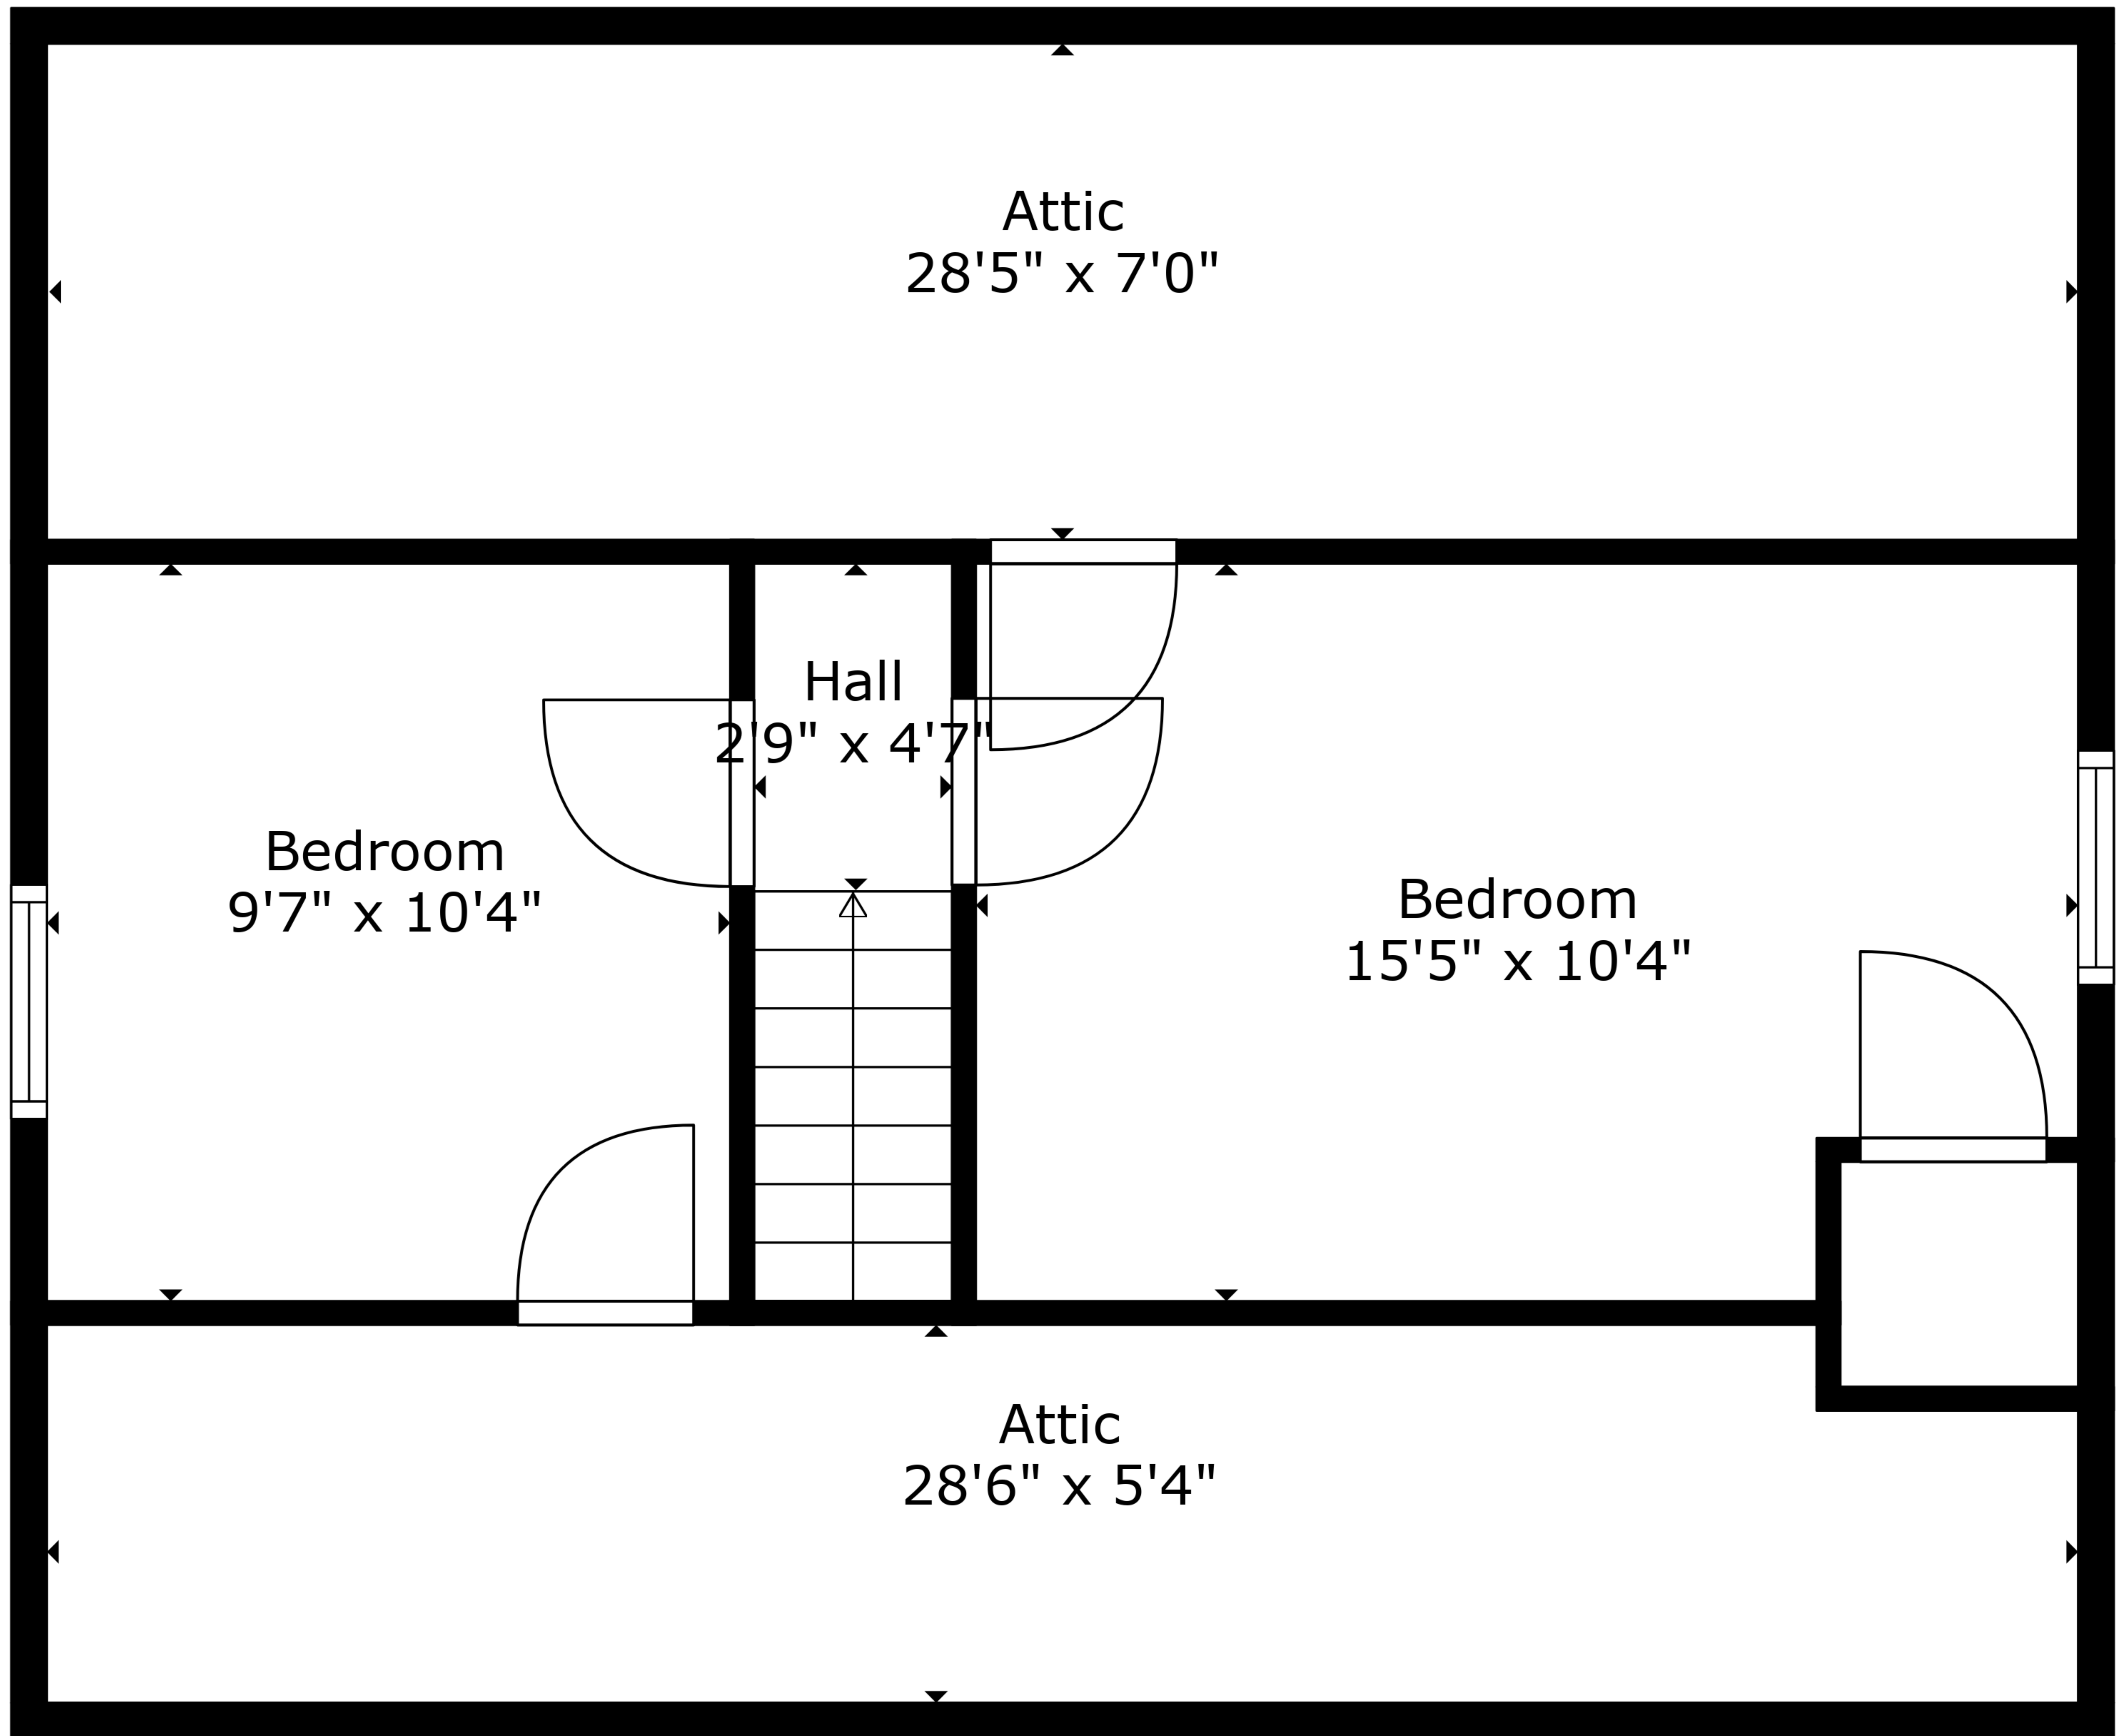 Attic
28'5" x 7'0"
Hall
2'9" x 4'7"
Bedroom
9'7" x 10'4"
Bedroom
15'5" x 10'4"
Attic
28'6" x 5'4"